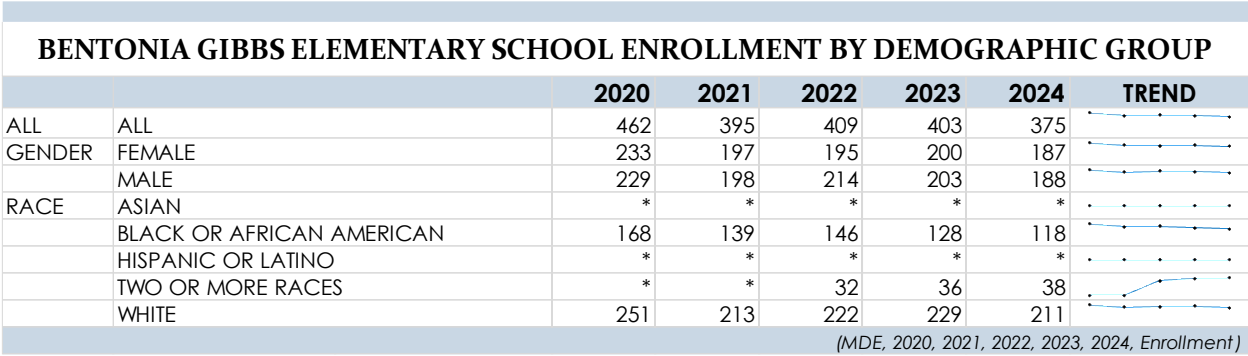 BENTONIA GIBBS ELEMENTARY SCHOOL ENROLLMENT BY DEMOGRAPHIC GROUP
2020 2021 2022 2023 2024 TREND
ALL ALL 462 395 409 403 375
GENDER FEMALE 233 197 195 200 187
MALE 229 198 214 203 188
RACE ASIAN * * * * *
BLACK OR AFRICAN AMERICAN 168 139 146 128 118
HISPANIC OR LATINO * * * * *
TWO OR MORE RACES * * 32 36 38
WHITE 251 213 222 229 211
(MDE, 2020, 2021, 2022, 2023, 2024, Enrollment)